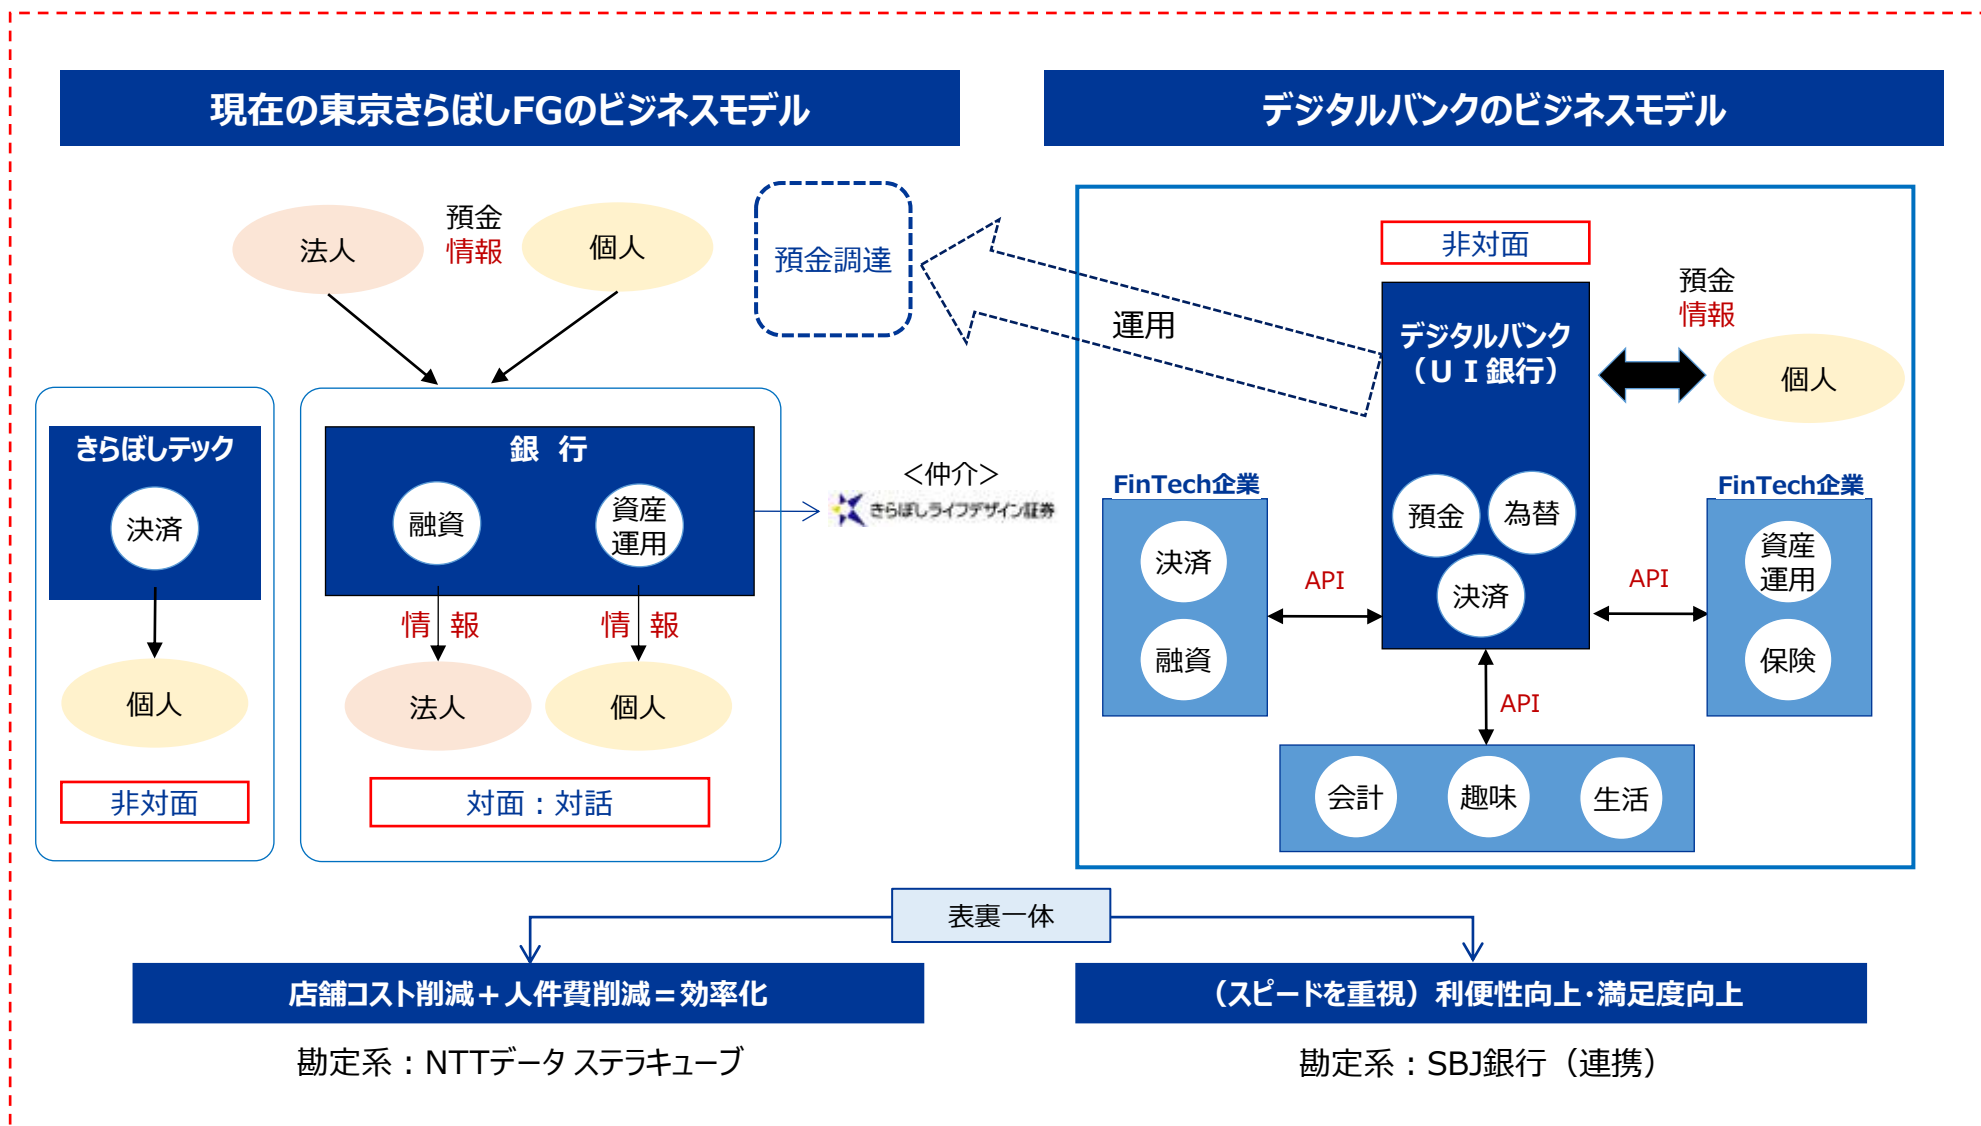 現在の東京きらぼしFGのビジネスモデル
法人
預金
情報
個人
預金調達
きらぼしテック
決済
個人
非対面
銀 行
融資
資産
運用
情 報
情 報
法人
個人
対面：対話
＜仲介＞
きらぼしライフデザイン証券
デジタルバンクのビジネスモデル
運用
非対面
デジタルバンク
（ＵＩ銀行）
預金
為替
決済
預金
情報
個人
FinTech企業
決済
融資
API
API
FinTech企業
資産
運用
保険
API
会計
趣味
生活
表裏一体
店舗コスト削減＋人件費削減＝効率化
（スピードを重視）利便性向上・満足度向上
勘定系：NTTデータ ステラキューブ
勘定系：SBJ銀行（連携）